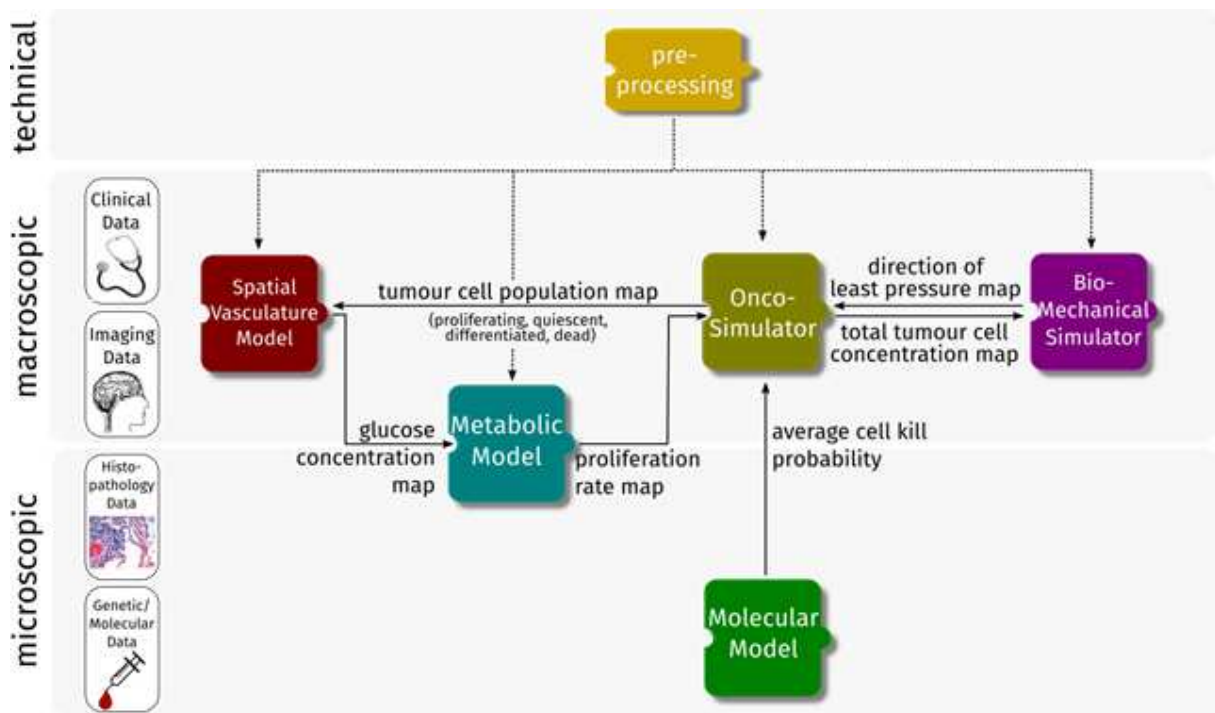 technical
pre-
processing
macroscopic
Clinical
Data
Imaging
Data
Spatial
Vasculature
Model
tumour cell population map
(proliferating, quiescent,
differentiated, dead)
Onco-
Simulator
direction of
least pressure map
total tumour cell
concentration map
Bio-
Mechanical
Simulator
glucose
concentration
map
Metabolic
Model
proliferation
rate map
average cell kill
probability
microscopic
Histo-
pathology
Data
Genetic/
Molecular
Data
Molecular
Model